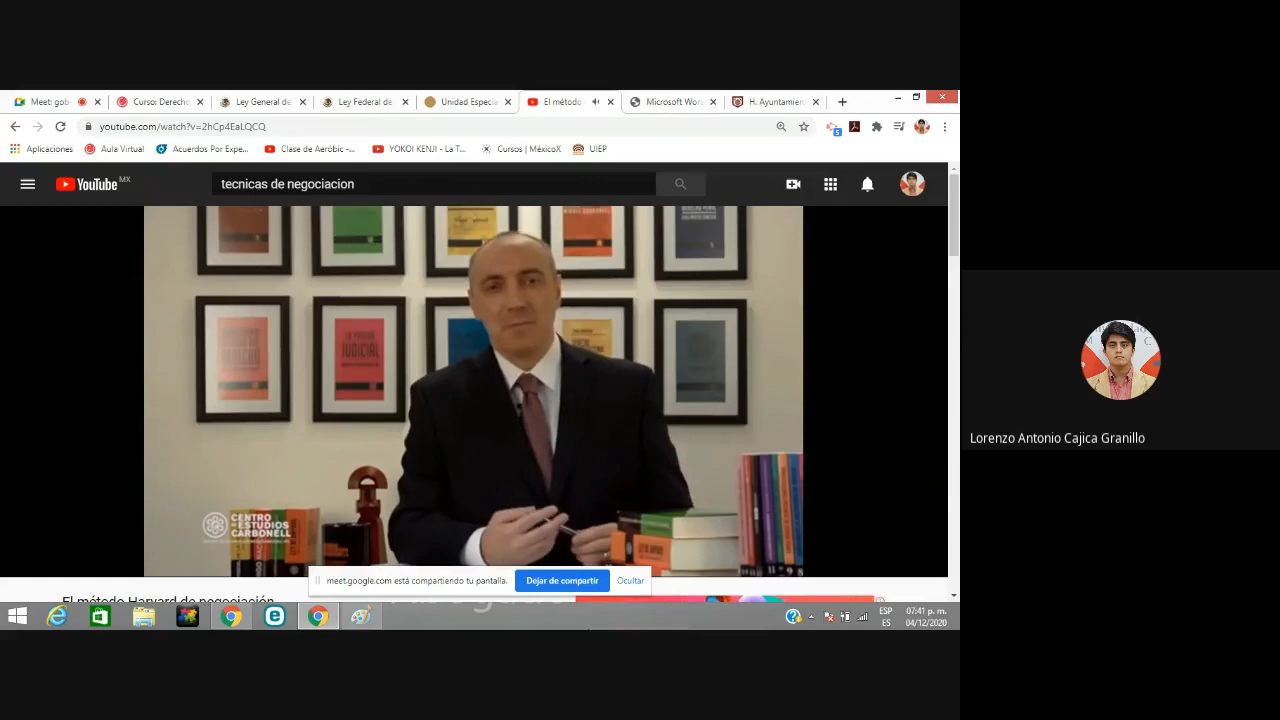 Meet: gob
Curso: Derecho
Ley General de
Ley Federal de
Unidad Especia
El método
Microsoft Word
H. Ayuntamien
youtube.com/watch?v=2hCp4EaLQCQ
5
Aplicaciones
Aula Virtual
Acuerdos Por Expe...
Clase de Aeróbic -...
YOKOI KENJI - La T...
Cursos | MéxicoX
UIEP
YouTube MX
tecnicas de negociacion
JUDICIAL
CENTRO
DE ESTUDIOS
CARBONELL
Lorenzo Antonio Cajica Granillo
meet.google.com está compartiendo tu pantalla.
Dejar de compartir
Ocultar
El método Harvard de negociación
ESP
ES
07:41 p. m.
04/12/2020